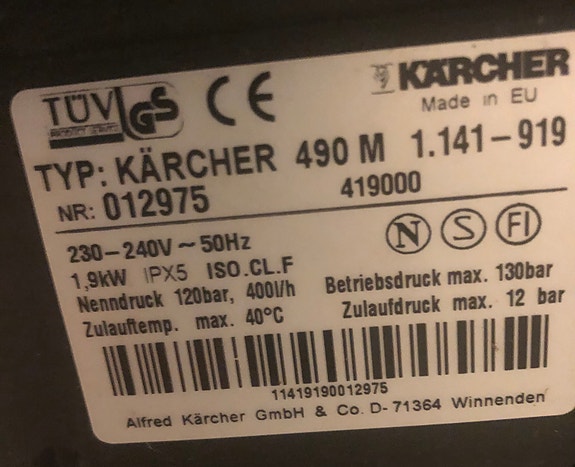 TÜV GS CE
KÄRCHER
Made in EU
TYP: KÄRCHER 490 M 1.141-919
NR: 012975 419000
N S FI
230-240V ~ 50Hz
1,9kW IPX5 ISO.CL.F
Nenndruck 120bar, 400l/h
Zulauftemp. max. 40°C
Betriebsdruck max. 130bar
Zulaufdruck max. 12 bar
11419190012975
Alfred Kärcher GmbH & Co. D-71364 Winnenden